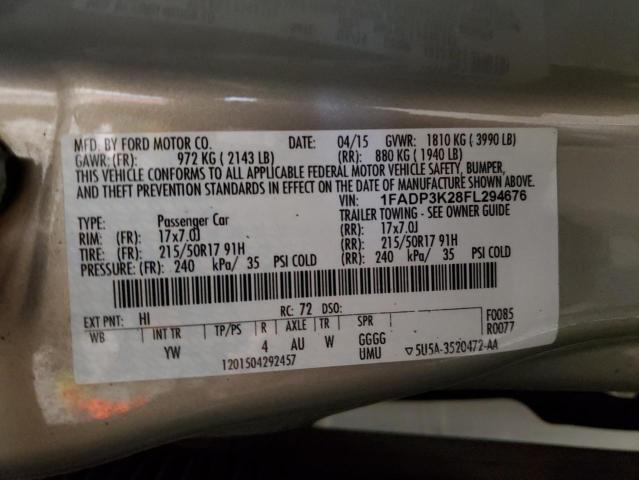 MFD. BY FORD MOTOR CO. DATE: 04/15 GVWR: 1810 KG ( 3990 LB)
GAWR: (FR): 972 KG ( 2143 LB) (RR): 880 KG ( 1940 LB)
THIS VEHICLE CONFORMS TO ALL APPLICABLE FEDERAL MOTOR VEHICLE SAFETY, BUMPER,
AND THEFT PREVENTION STANDARDS IN EFFECT ON THE DATE OF MANUFACTURE SHOWN ABOVE.
VIN: 1FADP3K28FL294676
TYPE: Passenger Car TRAILER TOWING - SEE OWNER GUIDE
RIM: (FR): 17x7.0J (RR): 17x7.0J
TIRE: (FR): 215/50R17 91H (RR): 215/50R17 91H
PRESSURE: (FR): 240 kPa/ 35 PSI COLD (RR): 240 kPa/ 35 PSI COLD
EXT PNT: HI RC: 72 DSO: F0085
WB INT TR TP/PS R AXLE TR SPR R0077
YW 4 AU W GGGG
1201504292457 UMU ▽5U5A-3520472-AA